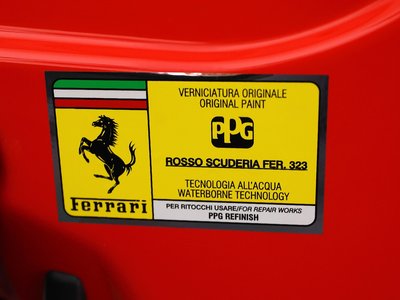 Ferrari
VERNICIATURA ORIGINALE
ORIGINAL PAINT
PPG
ROSSO SCUDERIA FER. 323
TECNOLOGIA ALL'ACQUA
WATERBORNE TECHNOLOGY
PER RITOCCHI USARE/FOR REPAIR WORKS
PPG REFINISH